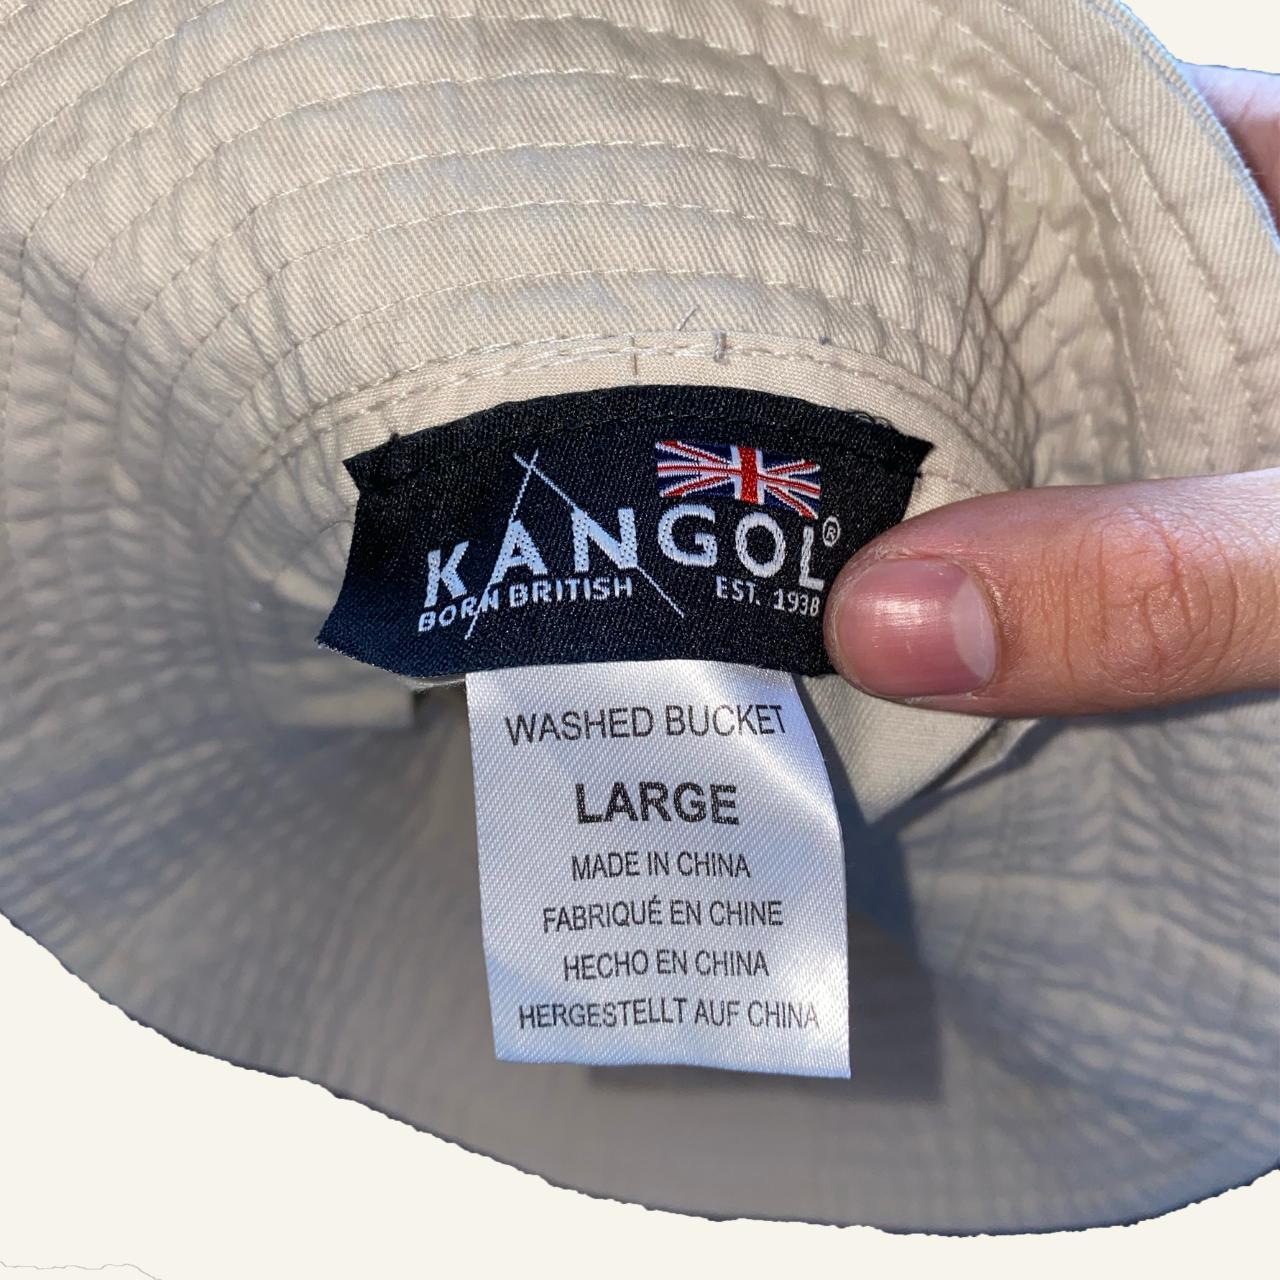 KANGOL®
BORN BRITISH EST. 1938
WASHED BUCKET
LARGE
MADE IN CHINA
FABRIQUÉ EN CHINE
HECHO EN CHINA
HERGESTELLT AUF CHINA